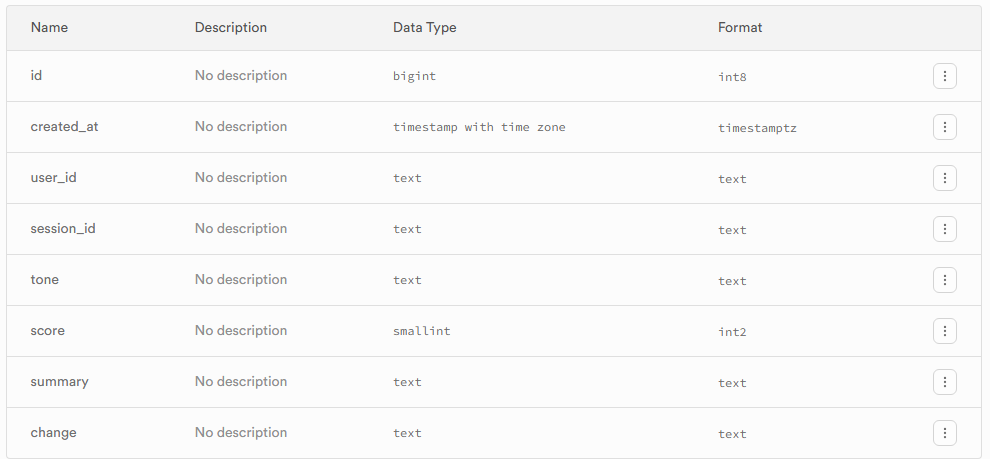 Name Description Data Type Format
id No description bigint int8
created_at No description timestamp with time zone timestamptz
user_id No description text text
session_id No description text text
tone No description text text
score No description smallint int2
summary No description text text
change No description text text